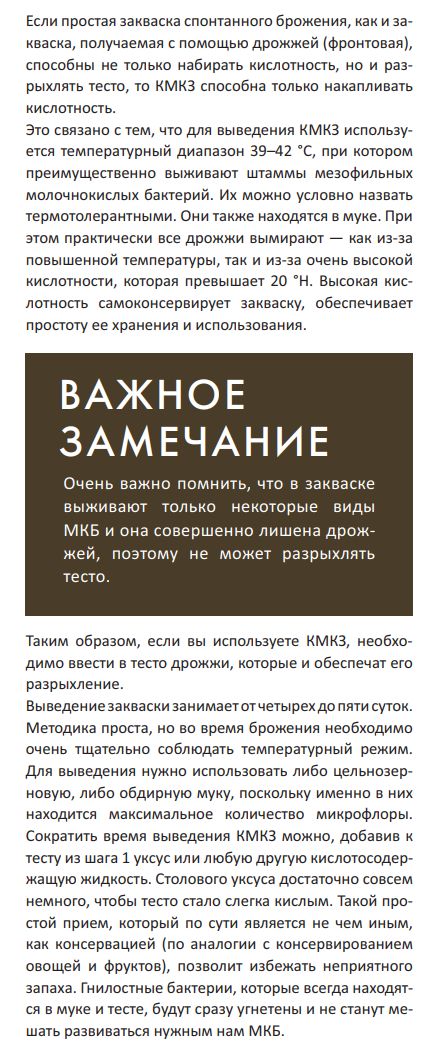 Если простая закваска спонтанного брожения, как и за-
кваска, получаемая с помощью дрожжей (фронтовая),
способны не только набирать кислотность, но и раз-
рыхлять тесто, то КМКЗ способна только накапливать
кислотность.
Это связано с тем, что для выведения КМКЗ использу-
ется температурный диапазон 39–42 °C, при котором
преимущественно выживают штаммы мезофильных
молочнокислых бактерий. Их можно условно назвать
термотолерантными. Они также находятся в муке. При
этом практически все дрожжи вымирают — как из-за
повышенной температуры, так и из-за очень высокой
кислотности, которая превышает 20 °H. Высокая кис-
лотность самоконсервирует закваску, обеспечивает
простоту ее хранения и использования.
ВАЖНОЕ
ЗАМЕЧАНИЕ
Очень важно помнить, что в закваске
выживают только некоторые виды
МКБ и она совершенно лишена дрож-
жей, поэтому не может разрыхлять
тесто.
Таким образом, если вы используете КМКЗ, необхо-
димо ввести в тесто дрожжи, которые и обеспечат его
разрыхление.
Выведение закваски занимает от четырех до пяти суток.
Методика проста, но во время брожения необходимо
очень тщательно соблюдать температурный режим.
Для выведения нужно использовать либо цельнозер-
новую, либо обдирную муку, поскольку именно в них
находится максимальное количество микрофлоры.
Сократить время выведения КМКЗ можно, добавив к
тесту из шага 1 уксус или любую другую кислотосодер-
жащую жидкость. Столового уксуса достаточно совсем
немного, чтобы тесто стало слегка кислым. Такой про-
стой прием, который по сути является не чем иным,
как консервацией (по аналогии с консервированием
овощей и фруктов), позволит избежать неприятного
запаха. Гнилостные бактерии, которые всегда находят-
ся в муке и тесте, будут сразу угнетены и не станут ме-
шать развиваться нужным нам МКБ.